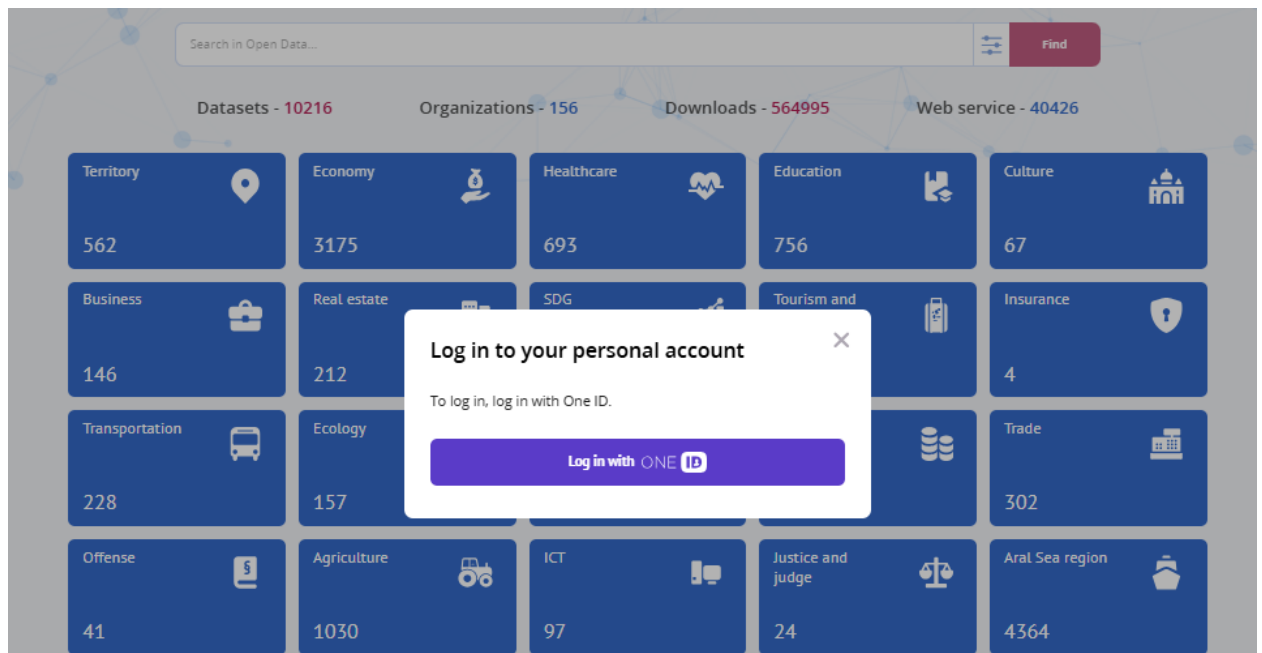 Search in Open Data...
Find
Datasets - 10216
Organizations - 156
Downloads - 564995
Web service - 40426
Territory
562
Economy
3175
Healthcare
693
Education
756
Culture
67
Business
146
Real estate
212
SDG
Tourism and
Insurance
4
Log in to your personal account
To log in, log in with One ID.
Log in with ONE ID
Transportation
228
Ecology
157
Trade
302
Offense
§
41
Agriculture
1030
ICT
97
Justice and
judge
24
Aral Sea region
4364